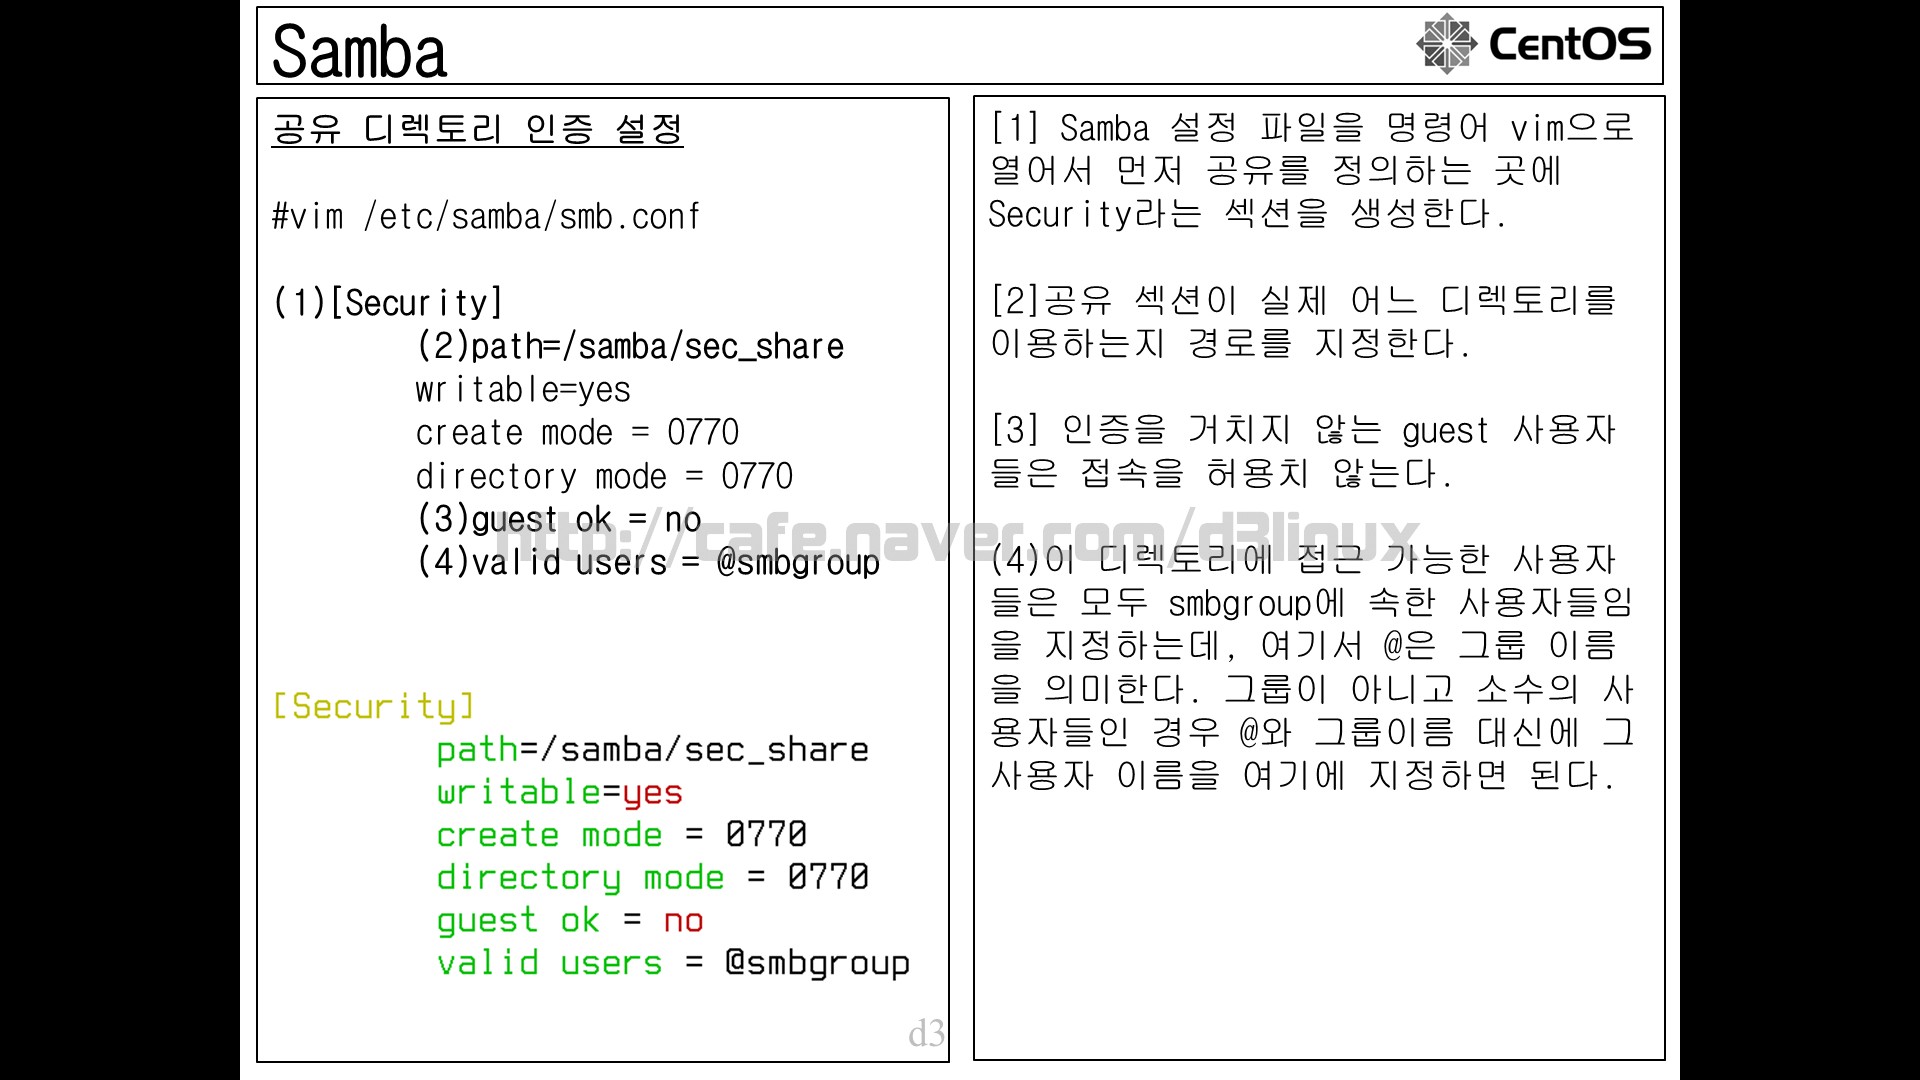 Samba
CentOS
공유 디렉토리 인증 설정
#vim /etc/samba/smb.conf
(1)[Security]
(2)path=/samba/sec_share
writable=yes
create mode = 0770
directory mode = 0770
(3)guest ok = no
(4)valid users = @smbgroup
[Security]
path=/samba/sec_share
writable=yes
create mode = 0770
directory mode = 0770
guest ok = no
valid users = @smbgroup
d3
[1] Samba 설정 파일을 명령어 vim으로
열어서 먼저 공유를 정의하는 곳에
Security라는 섹션을 생성한다.
[2]공유 섹션이 실제 어느 디렉토리를
이용하는지 경로를 지정한다.
[3] 인증을 거치지 않는 guest 사용자
들은 접속을 허용치 않는다.
(4)이 디렉토리에 접근 가능한 사용자
들은 모두 smbgroup에 속한 사용자들임
을 지정하는데, 여기서 @은 그룹 이름
을 의미한다. 그룹이 아니고 소수의 사
용자들인 경우 @와 그룹이름 대신에 그
사용자 이름을 여기에 지정하면 된다.
http://cafe.naver.com/d3linux